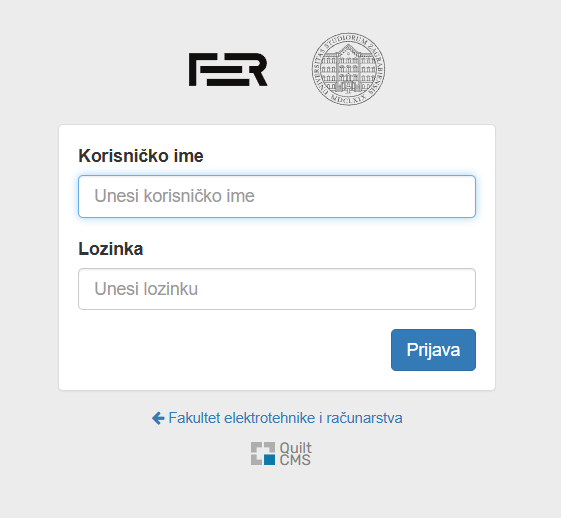 FER
UNIVERSITAS STUDIORUM ZAGRABIENSIS
MDCLXIX
Korisničko ime
Unesi korisničko ime
Lozinka
Unesi lozinku
Prijava
Fakultet elektrotehnike i računarstva
Quilt
CMS